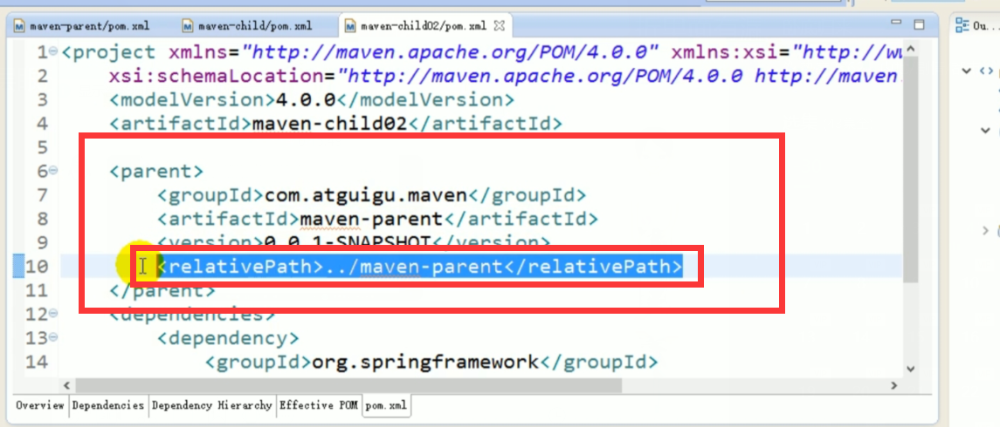 maven-parent/pom.xml
maven-child/pom.xml
maven-child02/pom.xml
Ou...
1 <project xmlns="http://maven.apache.org/POM/4.0.0" xmlns:xsi="http://ww
2 xsi:schemaLocation="http://maven.apache.org/POM/4.0.0 http://maven.
3 <modelVersion>4.0.0</modelVersion>
4 <artifactId>maven-child02</artifactId>
5
6 <parent>
7 <groupId>com.atguigu.maven</groupId>
8 <artifactId>maven-parent</artifactId>
9 <version>0.0.1-SNAPSHOT</version>
10 <relativePath>../maven-parent</relativePath>
11 </parent>
12 <dependencies>
13 <dependency>
14 <groupId>org.springframework</groupId>
Overview Dependencies Dependency Hierarchy Effective POM pom.xml